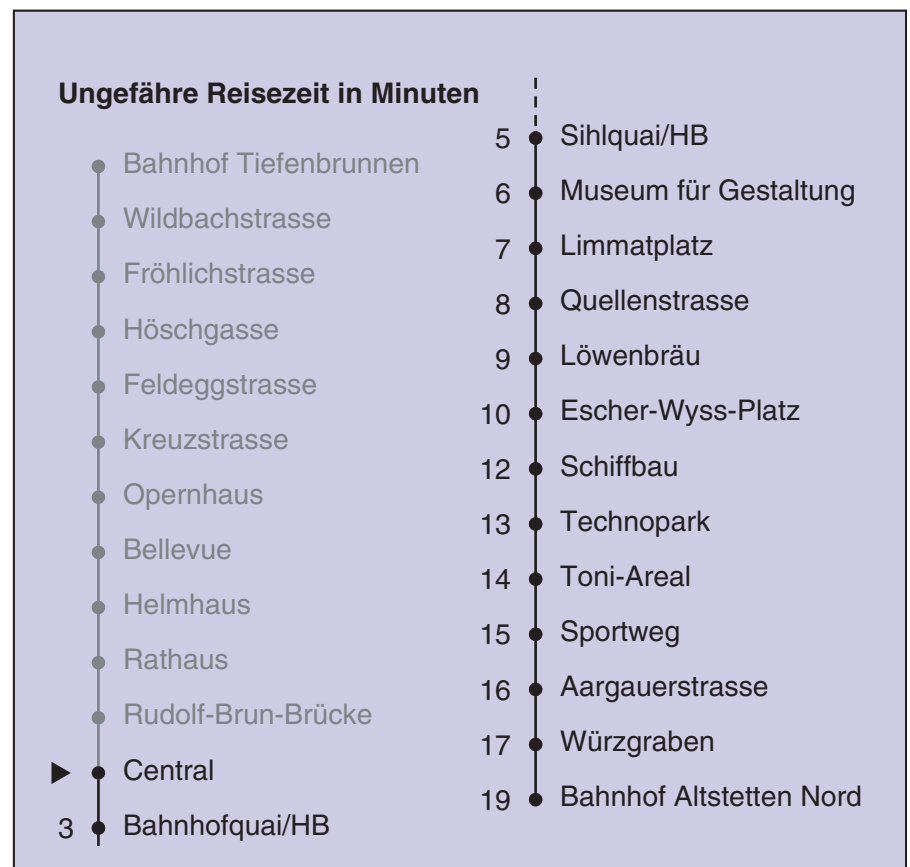 Ungefähre Reisezeit in Minuten
Bahnhof Tiefenbrunnen
Wildbachstrasse
Fröhlichstrasse
Höschgasse
Feldeggstrasse
Kreuzstrasse
Opernhaus
Bellevue
Helmhaus
Rathaus
Rudolf-Brun-Brücke
Central
3 Bahnhofquai/HB
5 Sihlquai/HB
6 Museum für Gestaltung
7 Limmatplatz
8 Quellenstrasse
9 Löwenbräu
10 Escher-Wyss-Platz
12 Schiffbau
13 Technopark
14 Toni-Areal
15 Sportweg
16 Aargauerstrasse
17 Würzgraben
19 Bahnhof Altstetten Nord